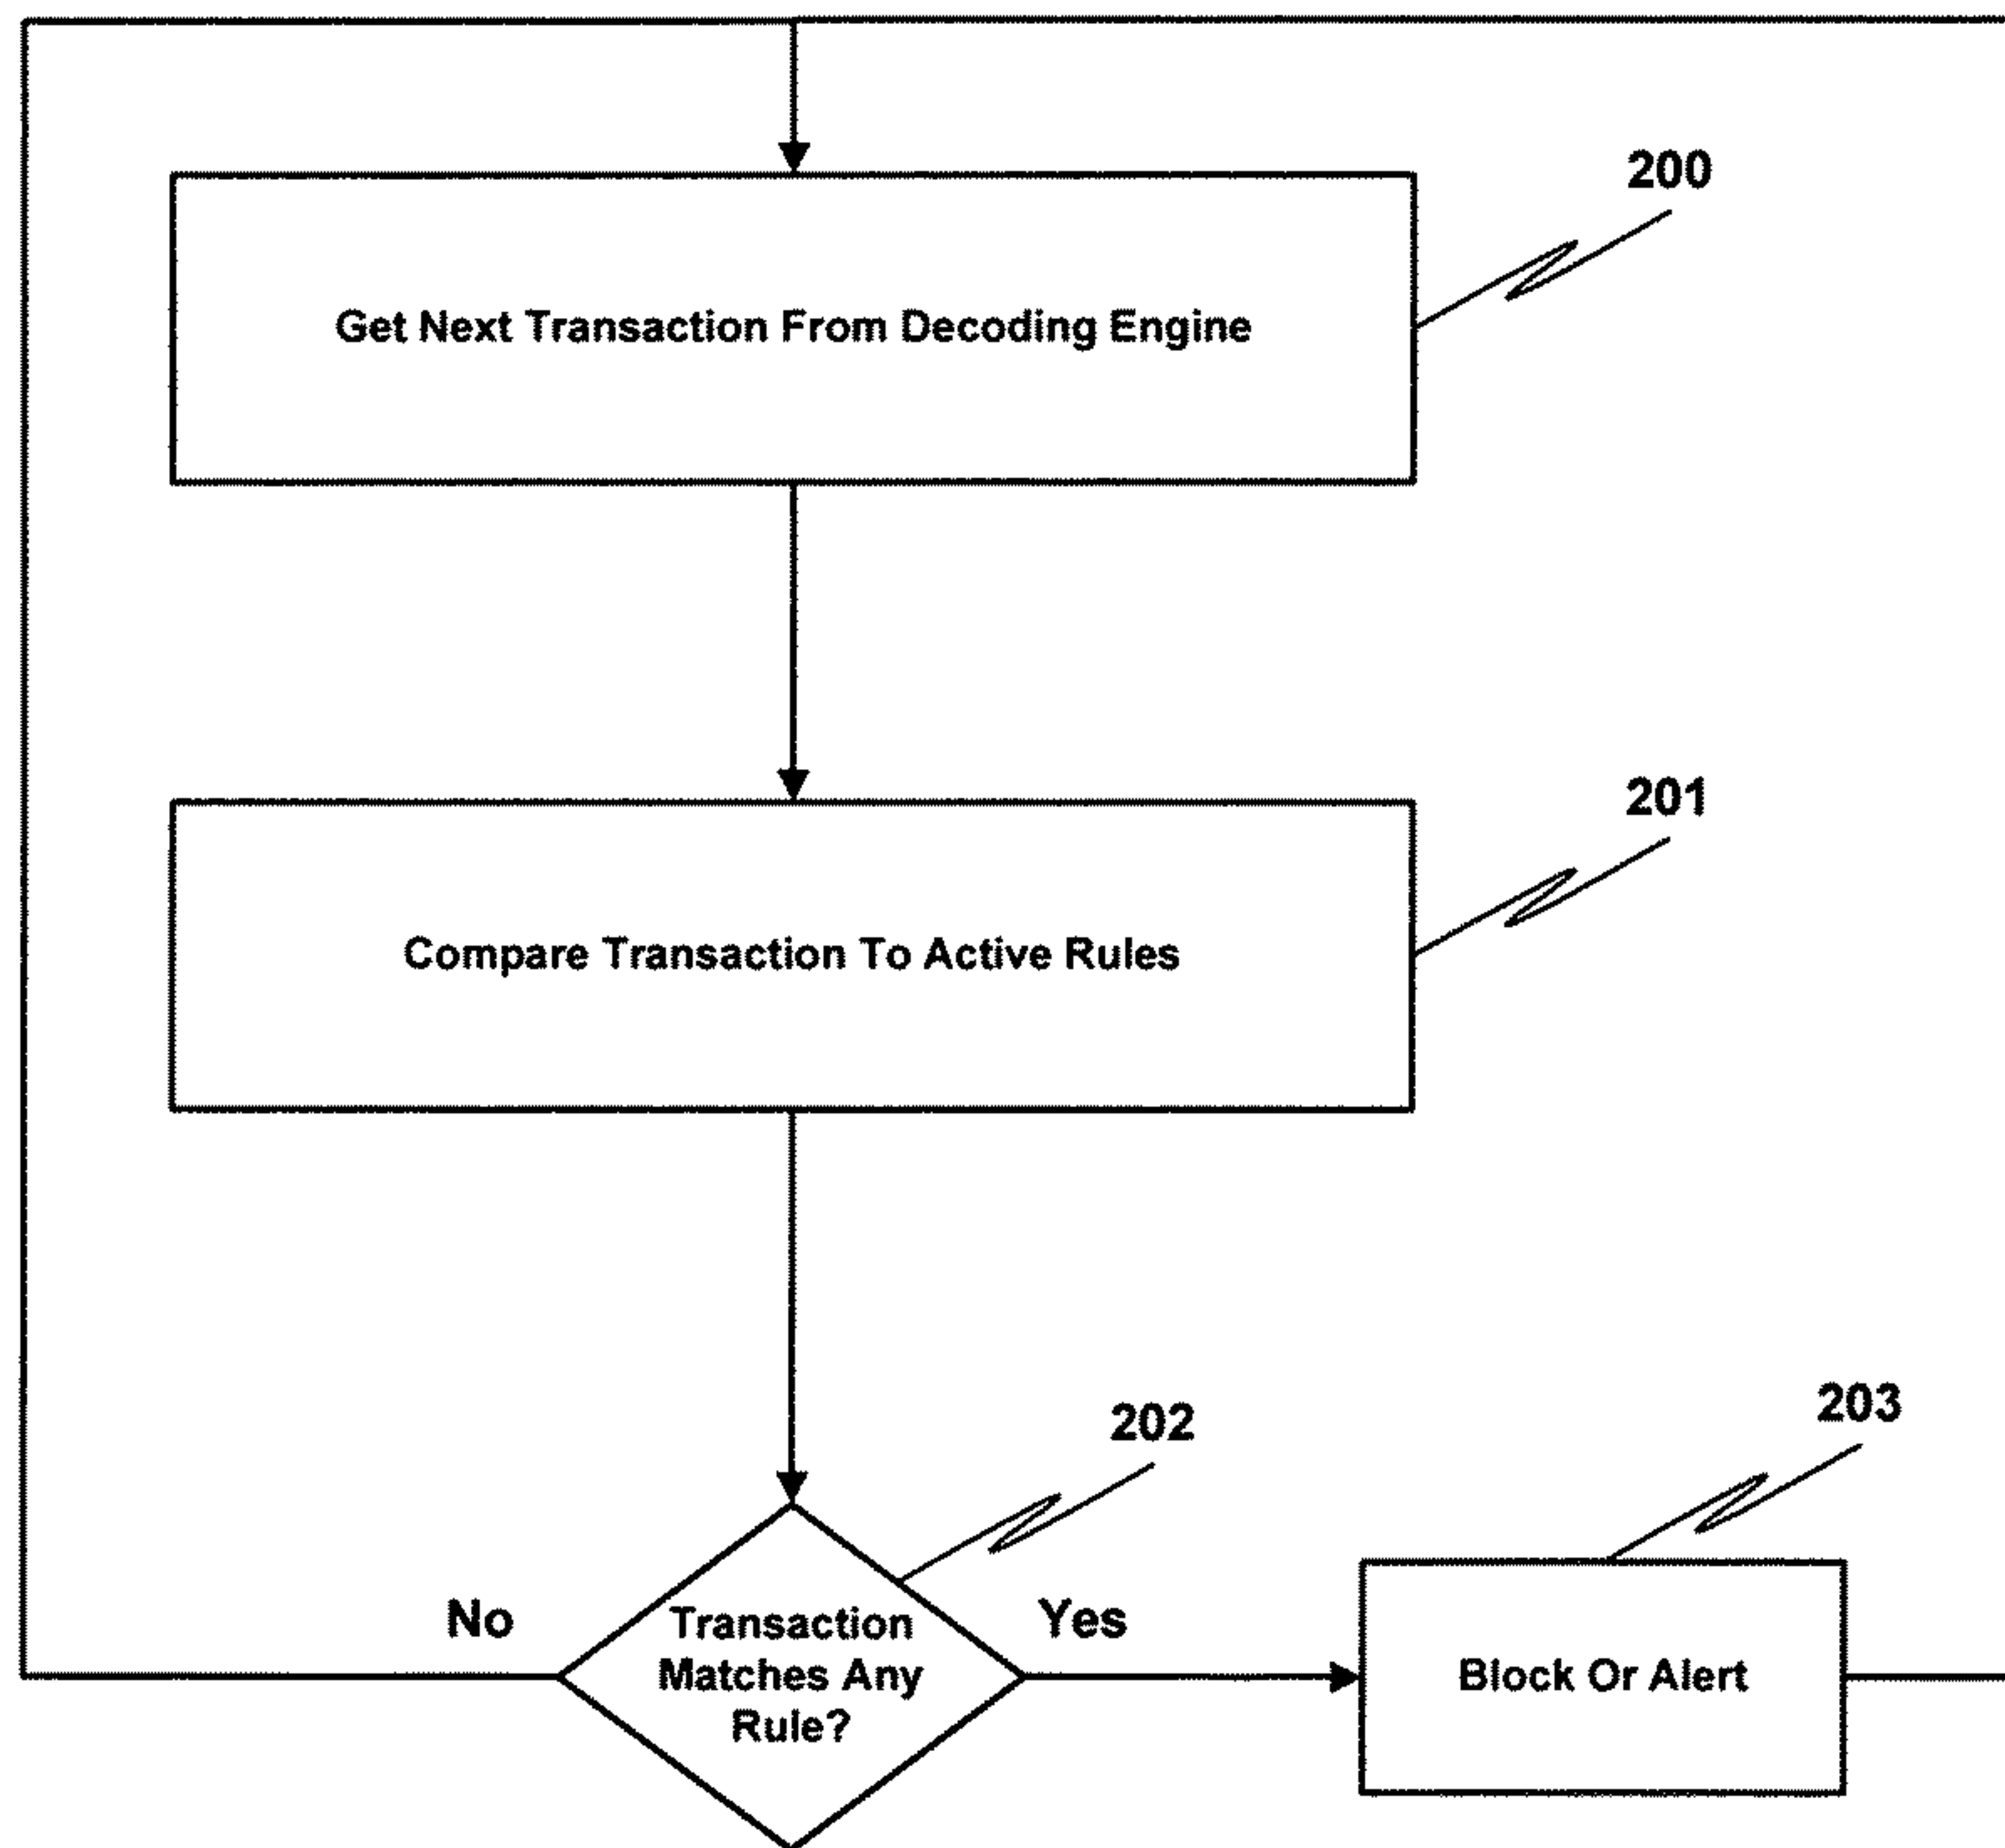 200
Get Next Transaction From Decoding Engine
201
Compare Transaction To Active Rules
202
203
No
Transaction
Matches Any
Rule?
Yes
Block Or Alert